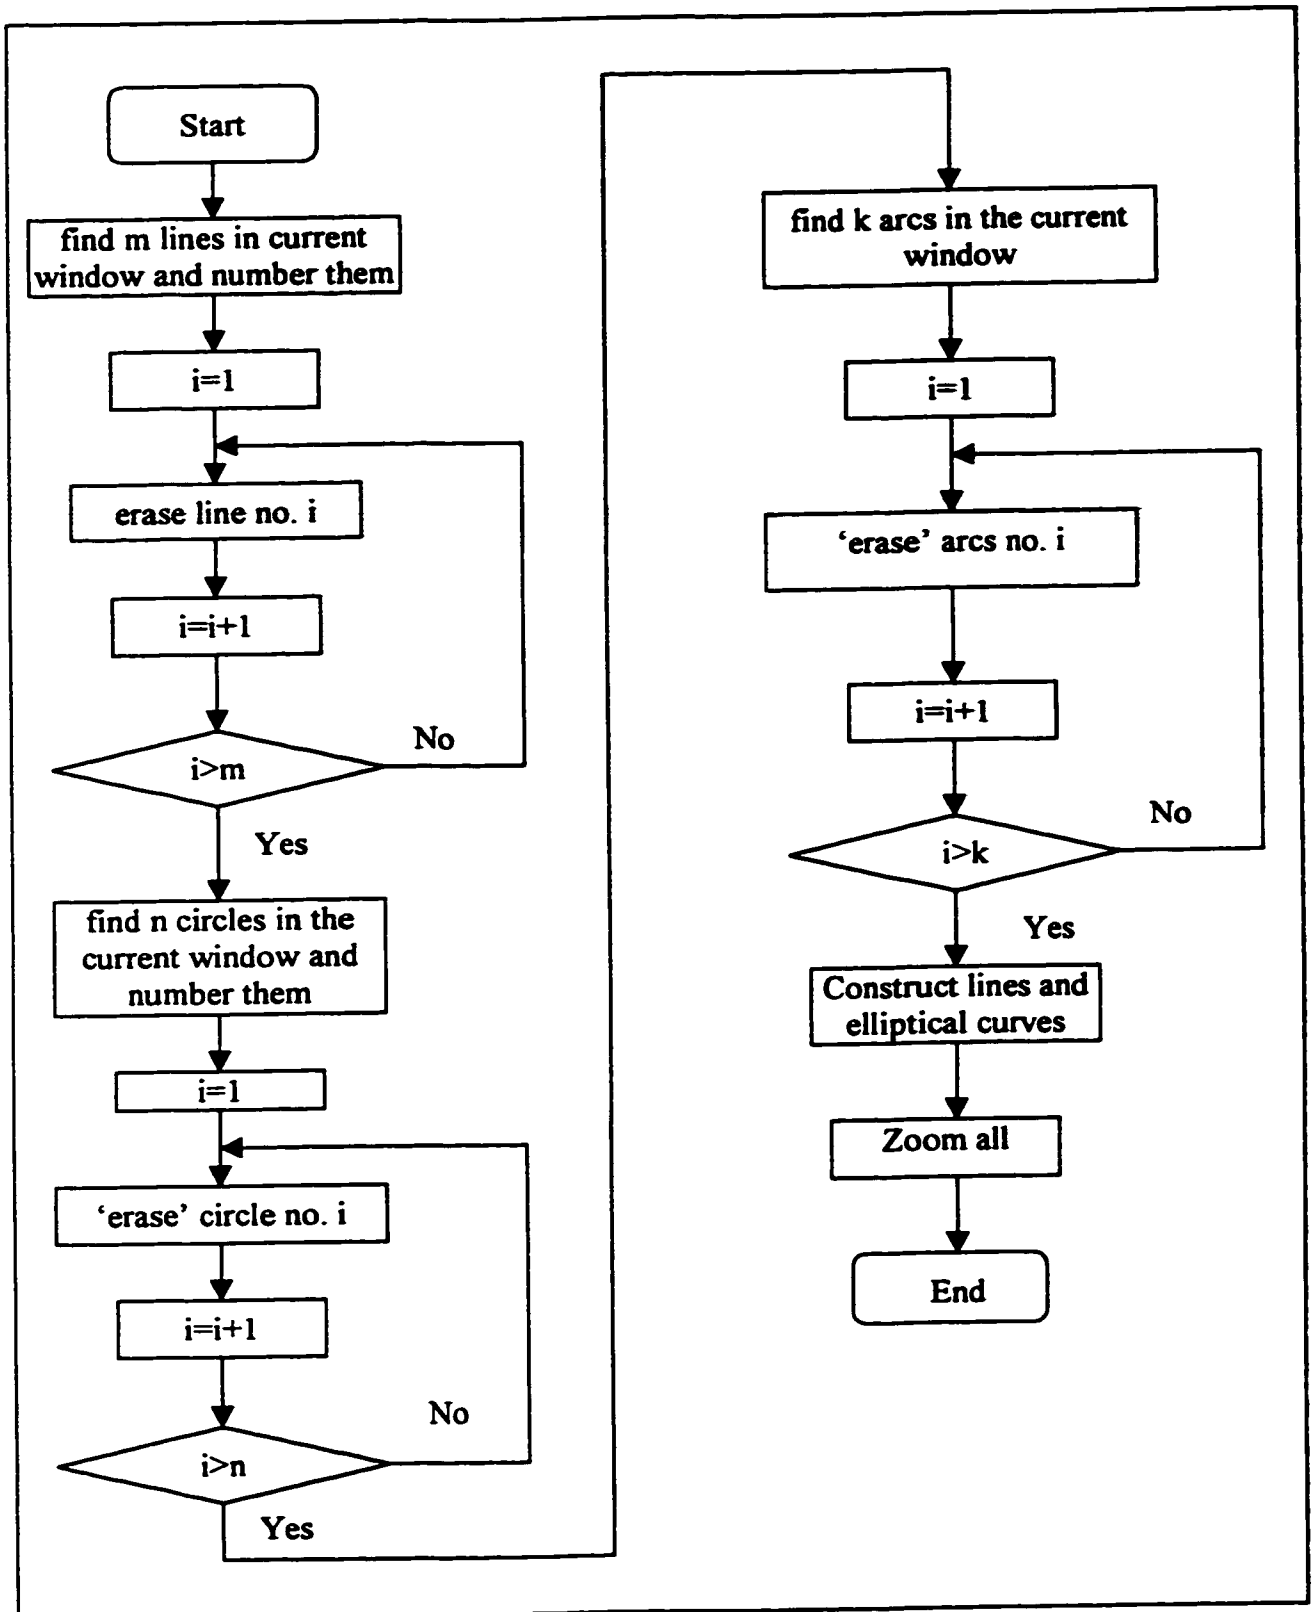 Start
find m lines in current
window and number them
i=1
erase line no. i
i=i+1
i>m
No
Yes
find n circles in the
current window and
number them
i=1
‘erase’ circle no. i
i=i+1
i>n
No
Yes
find k arcs in the current
window
i=1
‘erase’ arcs no. i
i=i+1
i>k
No
Yes
Construct lines and
elliptical curves
Zoom all
End